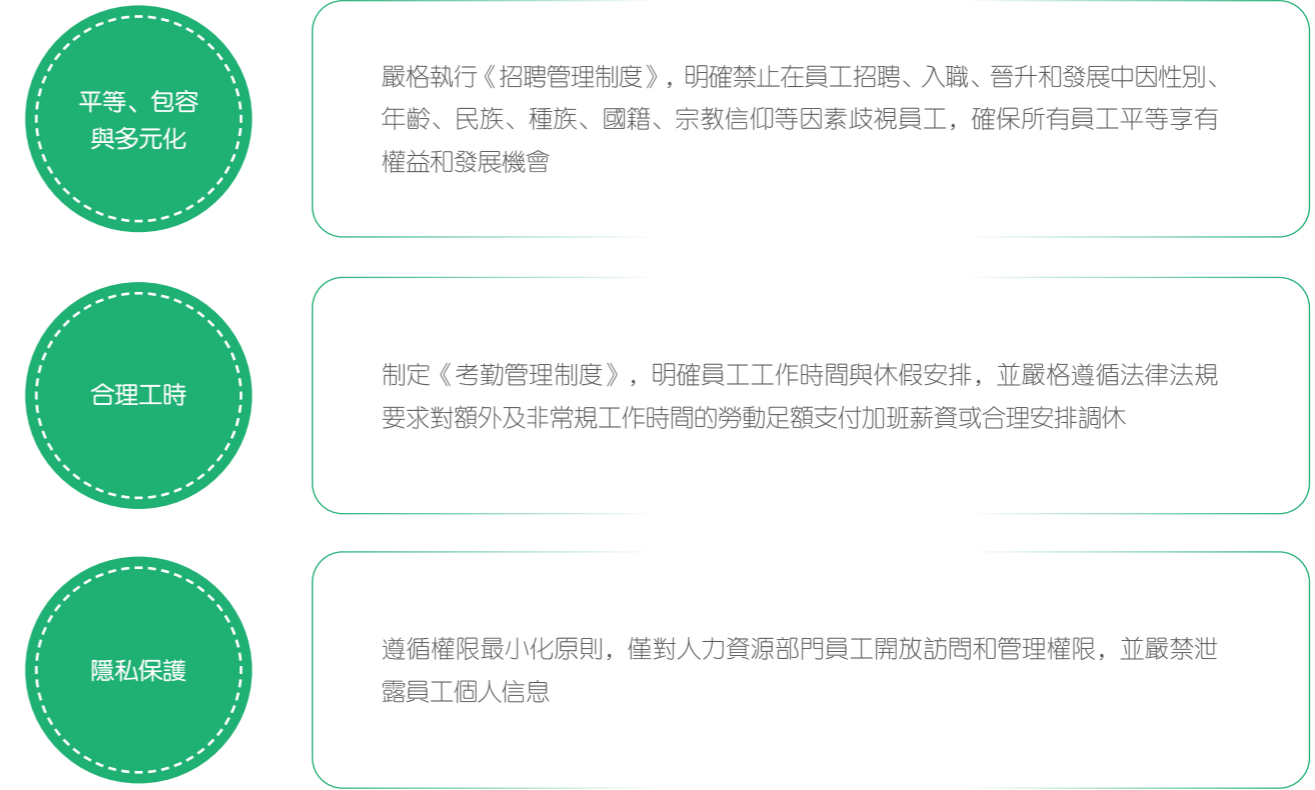 平等、包容
與多元化
嚴格執行《招聘管理制度》，明確禁止在員工招聘、入職、晉升和發展中因性別、
年齡、民族、種族、國籍、宗教信仰等因素歧視員工，確保所有員工平等享有
權益和發展機會
合理工時
制定《考勤管理制度》，明確員工工作時間與休假安排，並嚴格遵循法律法規
要求對額外及非常規工作時間的勞動足額支付加班薪資或合理安排調休
隱私保護
遵循權限最小化原則，僅對人力資源部門員工開放訪問和管理權限，並嚴禁泄
露員工個人信息